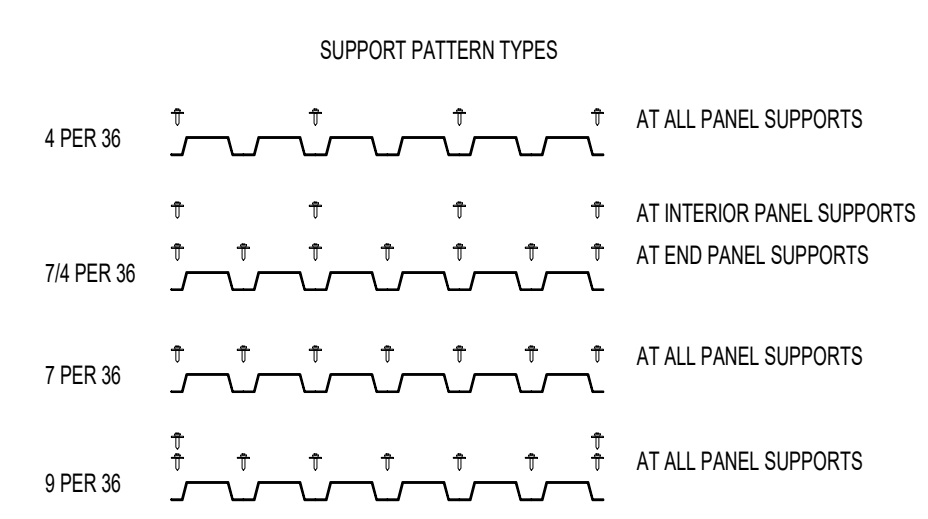 SUPPORT PATTERN TYPES
4 PER 36
AT ALL PANEL SUPPORTS
AT INTERIOR PANEL SUPPORTS
7/4 PER 36
AT END PANEL SUPPORTS
7 PER 36
AT ALL PANEL SUPPORTS
9 PER 36
AT ALL PANEL SUPPORTS